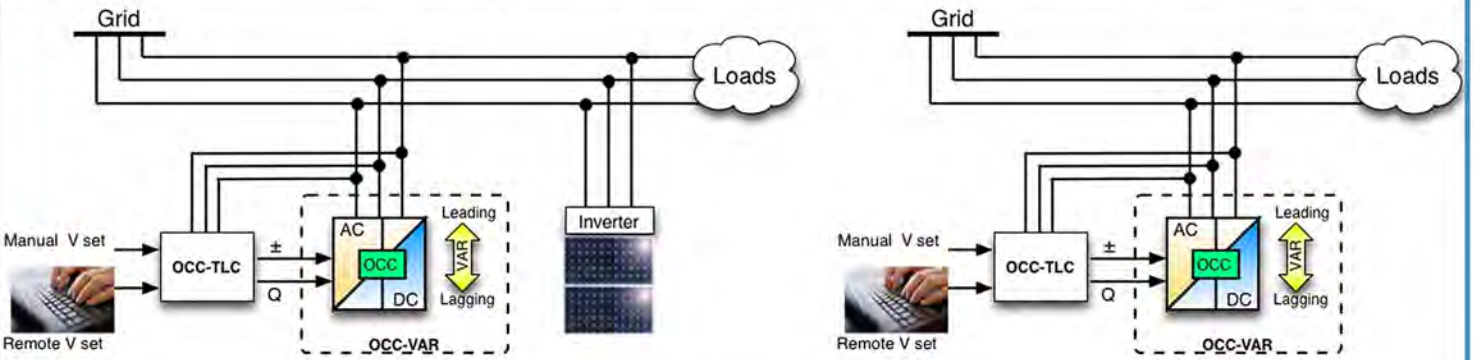 Grid
Loads
Manual V set
OCC-TLC
±
Q
Remote V set
AC
OCC
DC
Leading
VAR
Lagging
OCC-VAR
Inverter
Grid
Loads
Manual V set
OCC-TLC
±
Q
Remote V set
AC
OCC
DC
Leading
VAR
Lagging
OCC-VAR